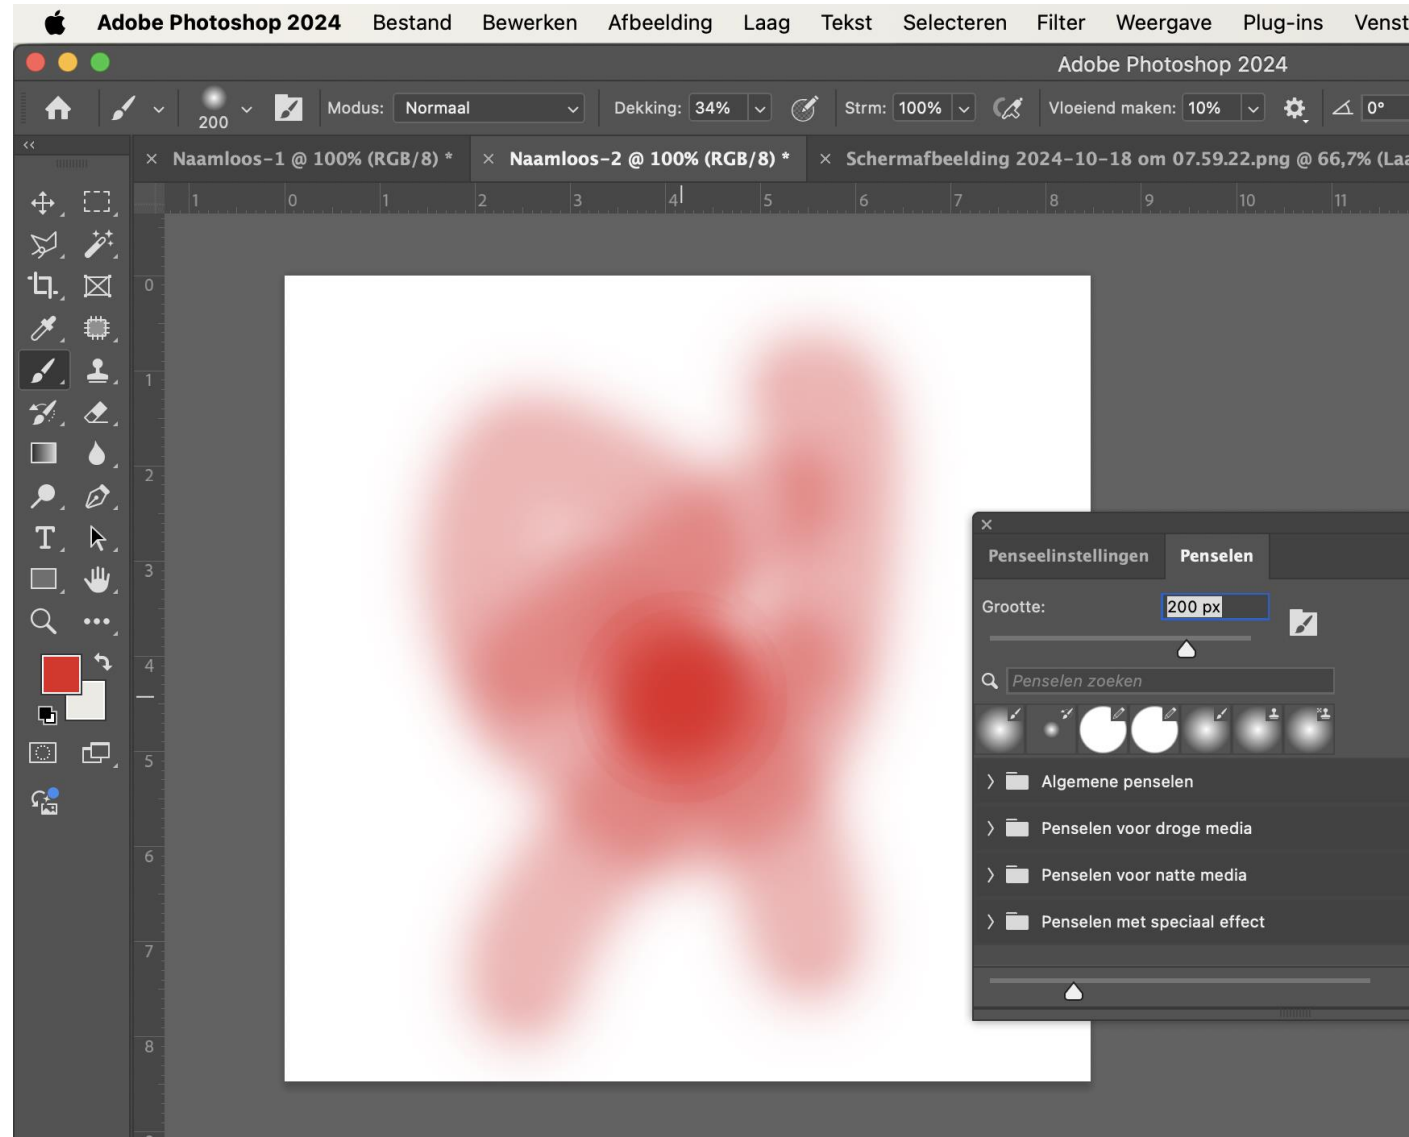 Adobe Photoshop 2024 Bestand Bewerken Afbeelding Laag Tekst Selecteren Filter Weergave Plug-ins Venst
Adobe Photoshop 2024
200 Modus: Normaal Dekking: 34% Strm: 100% Vloeiend maken: 10% 0°
Naamloos-1 @ 100% (RGB/8) * Naamloos-2 @ 100% (RGB/8) * Schermafbeelding 2024-10-18 om 07.59.22.png @ 66,7% (Laa
1 0 1 2 3 4 5 6 7 8 9 10 11
0
1
2
3
4
5
6
7
8
Penseelinstellingen Penselen
Grootte: 200 px
Penselen zoeken
Algemene penselen
Penselen voor droge media
Penselen voor natte media
Penselen met speciaal effect